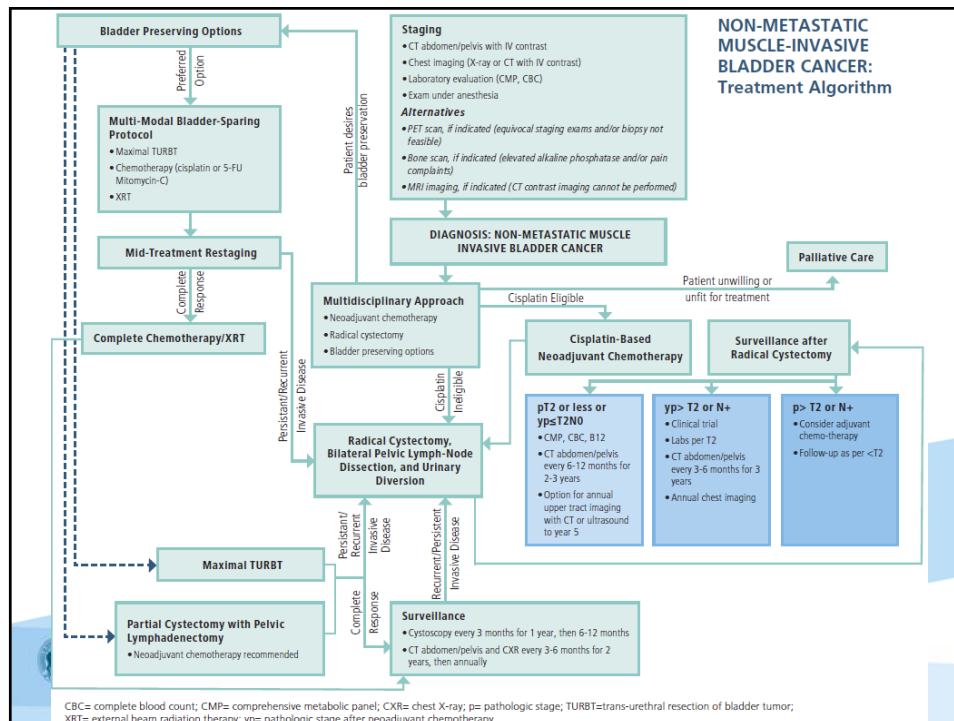 NON-METASTATIC
MUSCLE-INVASIVE
BLADDER CANCER:
Treatment Algorithm
Bladder Preserving Options
Preferred
Option
Multi-Modal Bladder-Sparing
Protocol
• Maximal TURBT
• Chemotherapy (cisplatin or 5-FU
Mitomycin-C)
• XRT
Mid-Treatment Restaging
Complete
Response
Complete Chemotherapy/XRT
Persistant/Recurrent
Invasive Disease
Patient desires
bladder preservation
Staging
• CT abdomen/pelvis with IV contrast
• Chest imaging (X-ray or CT with IV contrast)
• Laboratory evaluation (CMP, CBC)
• Exam under anesthesia
Alternatives
• PET scan, if indicated (equivocal staging exams and/or biopsy not
feasible)
• Bone scan, if indicated (elevated alkaline phosphatase and/or pain
complaints)
• MRI imaging, if indicated (CT contrast imaging cannot be performed)
DIAGNOSIS: NON-METASTATIC MUSCLE
INVASIVE BLADDER CANCER
Multidisciplinary Approach
• Neoadjuvant chemotherapy
• Radical cystectomy
• Bladder preserving options
Patient unwilling or
unfit for treatment
Palliative Care
Cisplatin Eligible
Cisplatin-Based
Neoadjuvant Chemotherapy
Surveillance after
Radical Cystectomy
Cisplatin
Ineligible
Radical Cystectomy,
Bilateral Pelvic Lymph-Node
Dissection, and Urinary
Diversion
pT2 or less or
yp≤T2N0
• CMP, CBC, B12
• CT abdomen/pelvis
every 6-12 months for
2-3 years
• Option for annual
upper tract imaging
with CT or ultrasound
to year 5
yp> T2 or N+
• Clinical trial
• Labs per T2
• CT abdomen/pelvis
every 3-6 months for 3
years
• Annual chest imaging
p> T2 or N+
• Consider adjuvant
chemo-therapy
• Follow-up as per <T2
Maximal TURBT
Partial Cystectomy with Pelvic
Lymphadenectomy
• Neoadjuvant chemotherapy recommended
Persistant/
Recurrent
Invasive
Disease
Complete
Response
Recurrent/Persistent
Invasive Disease
Surveillance
• Cystoscopy every 3 months for 1 year, then 6-12 months
• CT abdomen/pelvis and CXR every 3-6 months for 2
years, then annually
CBC= complete blood count; CMP= comprehensive metabolic panel; CXR= chest X-ray; p= pathologic stage; TURBT=trans-urethral resection of bladder tumor;
XRT= external beam radiation therapy; yp= pathologic stage after neoadjuvant chemotherapy